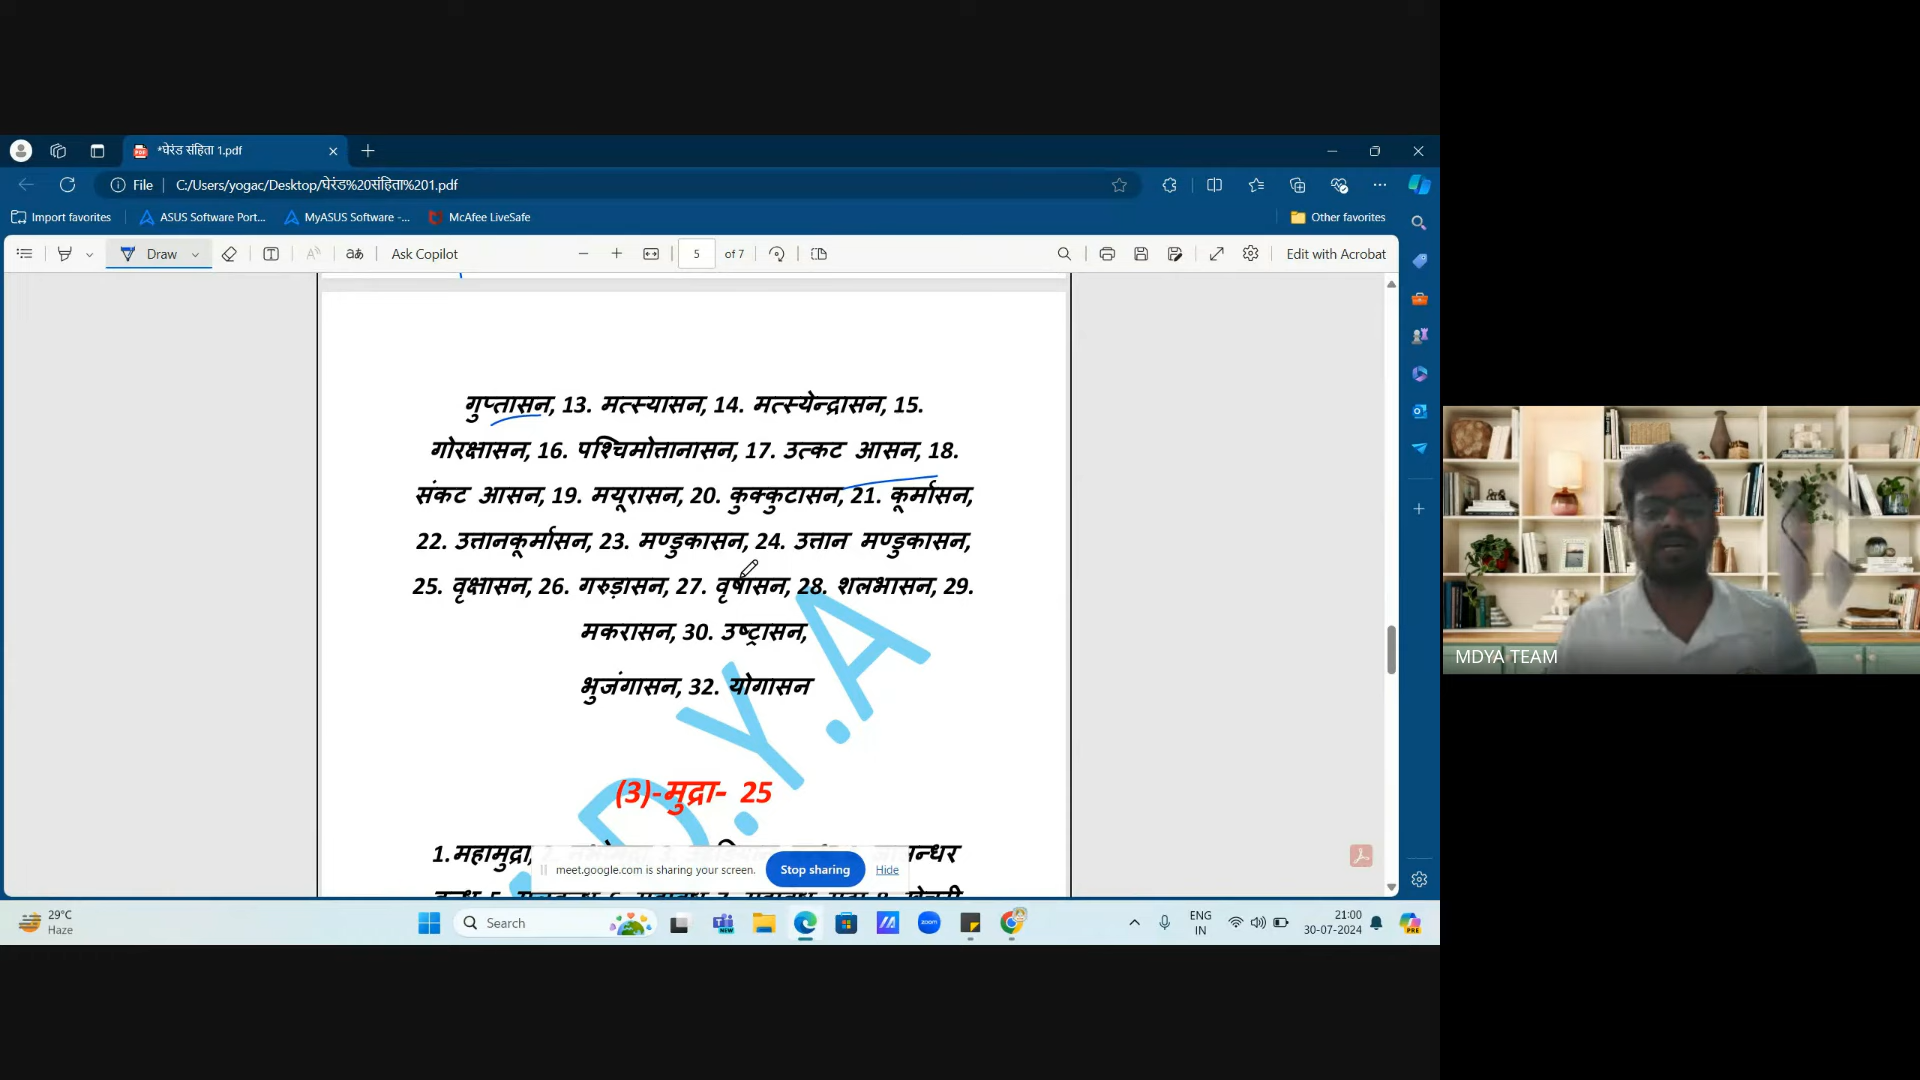 *घेरंड संहिता 1.pdf
File
C:/Users/yogac/Desktop/घेरंड%20संहिता%201.pdf
Import favorites
ASUS Software Port...
MyASUS Software -...
McAfee LiveSafe
Other favorites
Draw
Ask Copilot
5 of 7
Edit with Acrobat
गुप्तासन, 13. मत्स्यासन, 14. मत्स्येन्द्रासन, 15.
गोरक्षासन, 16. पश्चिमोत्तानासन, 17. उत्कट आसन, 18.
संकट आसन, 19. मयूरासन, 20. कुक्कुटासन, 21. कूर्मासन,
22. उत्तानकूर्मासन, 23. मण्डुकासन, 24. उत्तान मण्डुकासन,
25. वृक्षासन, 26. गरुड़ासन, 27. वृषासन, 28. शलभासन, 29.
मकरासन, 30. उष्ट्रासन,
भुजंगासन, 32. योगासन
D.Y.A
(3)-मुद्रा- 25
1.महामुद्रा,
meet.google.com is sharing your screen.
Stop sharing
Hide
MDYA TEAM
29°C
Haze
Search
ENG
IN
21:00
30-07-2024